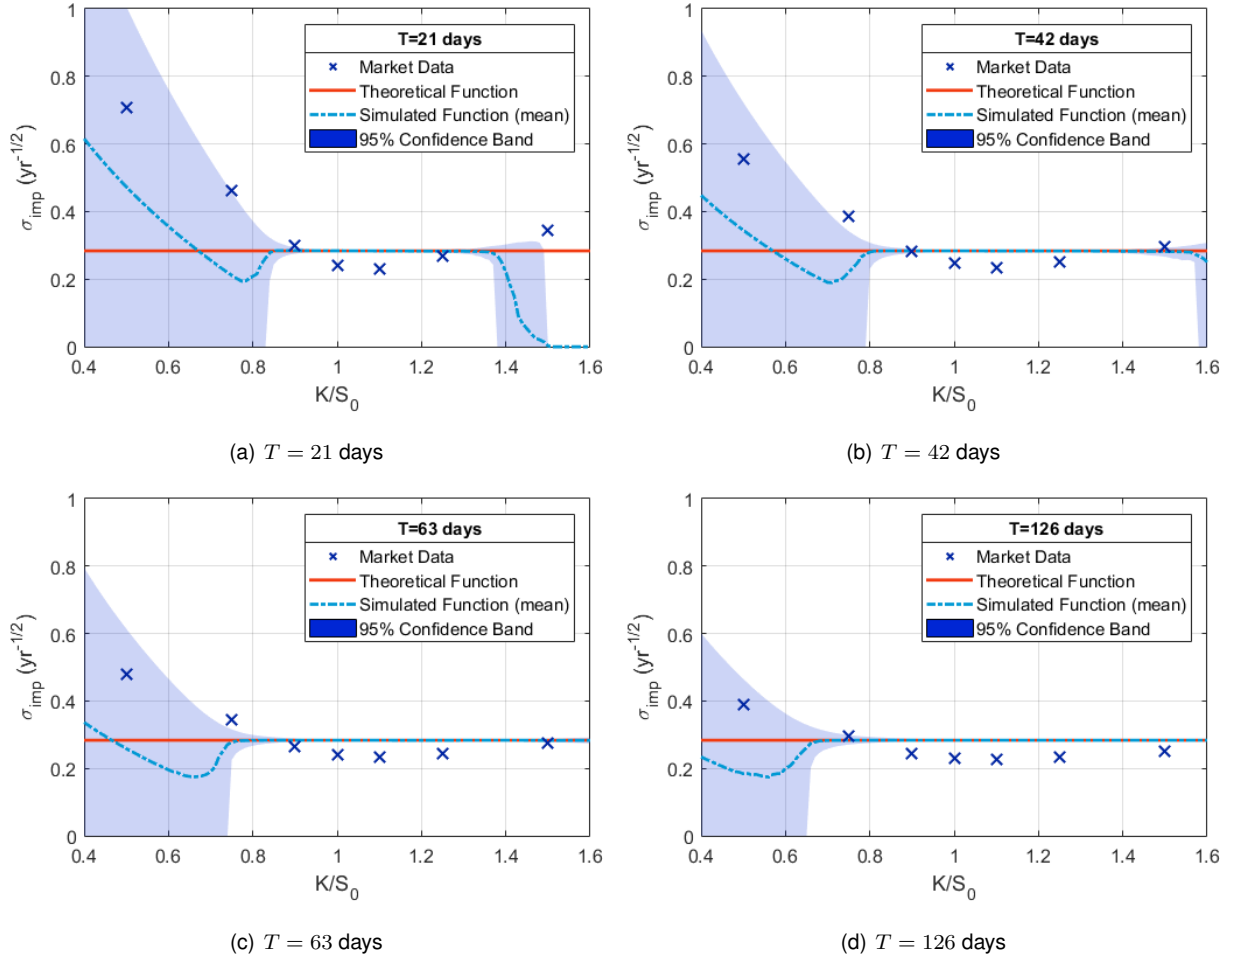 T=21 days
Market Data
Theoretical Function
Simulated Function (mean)
95% Confidence Band
1
0.8
0.6
0.4
0.2
0
σ_imp (yr^-1/2)
0.4 0.6 0.8 1 1.2 1.4 1.6
K/S_0
(a) T = 21 days
T=42 days
Market Data
Theoretical Function
Simulated Function (mean)
95% Confidence Band
1
0.8
0.6
0.4
0.2
0
σ_imp (yr^-1/2)
0.4 0.6 0.8 1 1.2 1.4 1.6
K/S_0
(b) T = 42 days
T=63 days
Market Data
Theoretical Function
Simulated Function (mean)
95% Confidence Band
1
0.8
0.6
0.4
0.2
0
σ_imp (yr^-1/2)
0.4 0.6 0.8 1 1.2 1.4 1.6
K/S_0
(c) T = 63 days
T=126 days
Market Data
Theoretical Function
Simulated Function (mean)
95% Confidence Band
1
0.8
0.6
0.4
0.2
0
σ_imp (yr^-1/2)
0.4 0.6 0.8 1 1.2 1.4 1.6
K/S_0
(d) T = 126 days